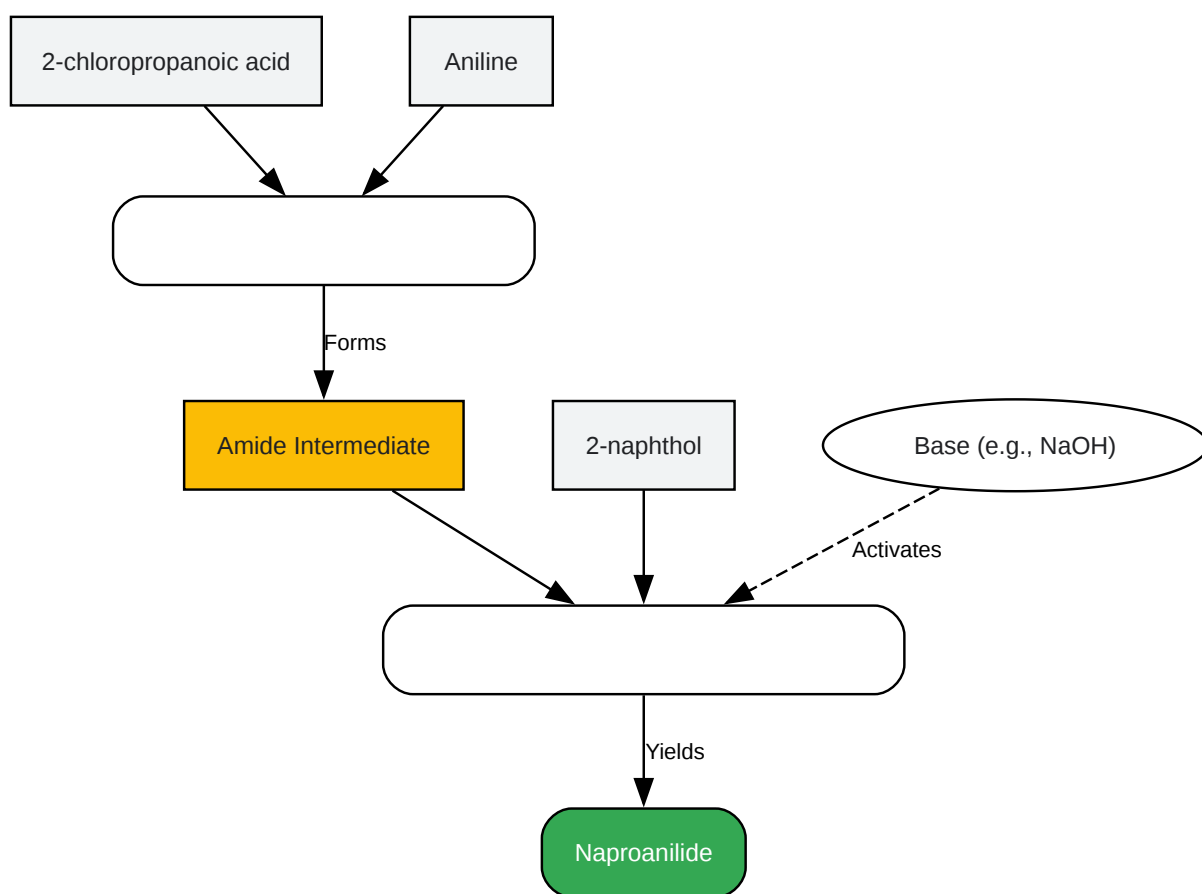 2-chloropropanoic acid
Aniline
Forms
Amide Intermediate
2-naphthol
Base (e.g., NaOH)
Activates
Yields
Naproanilide